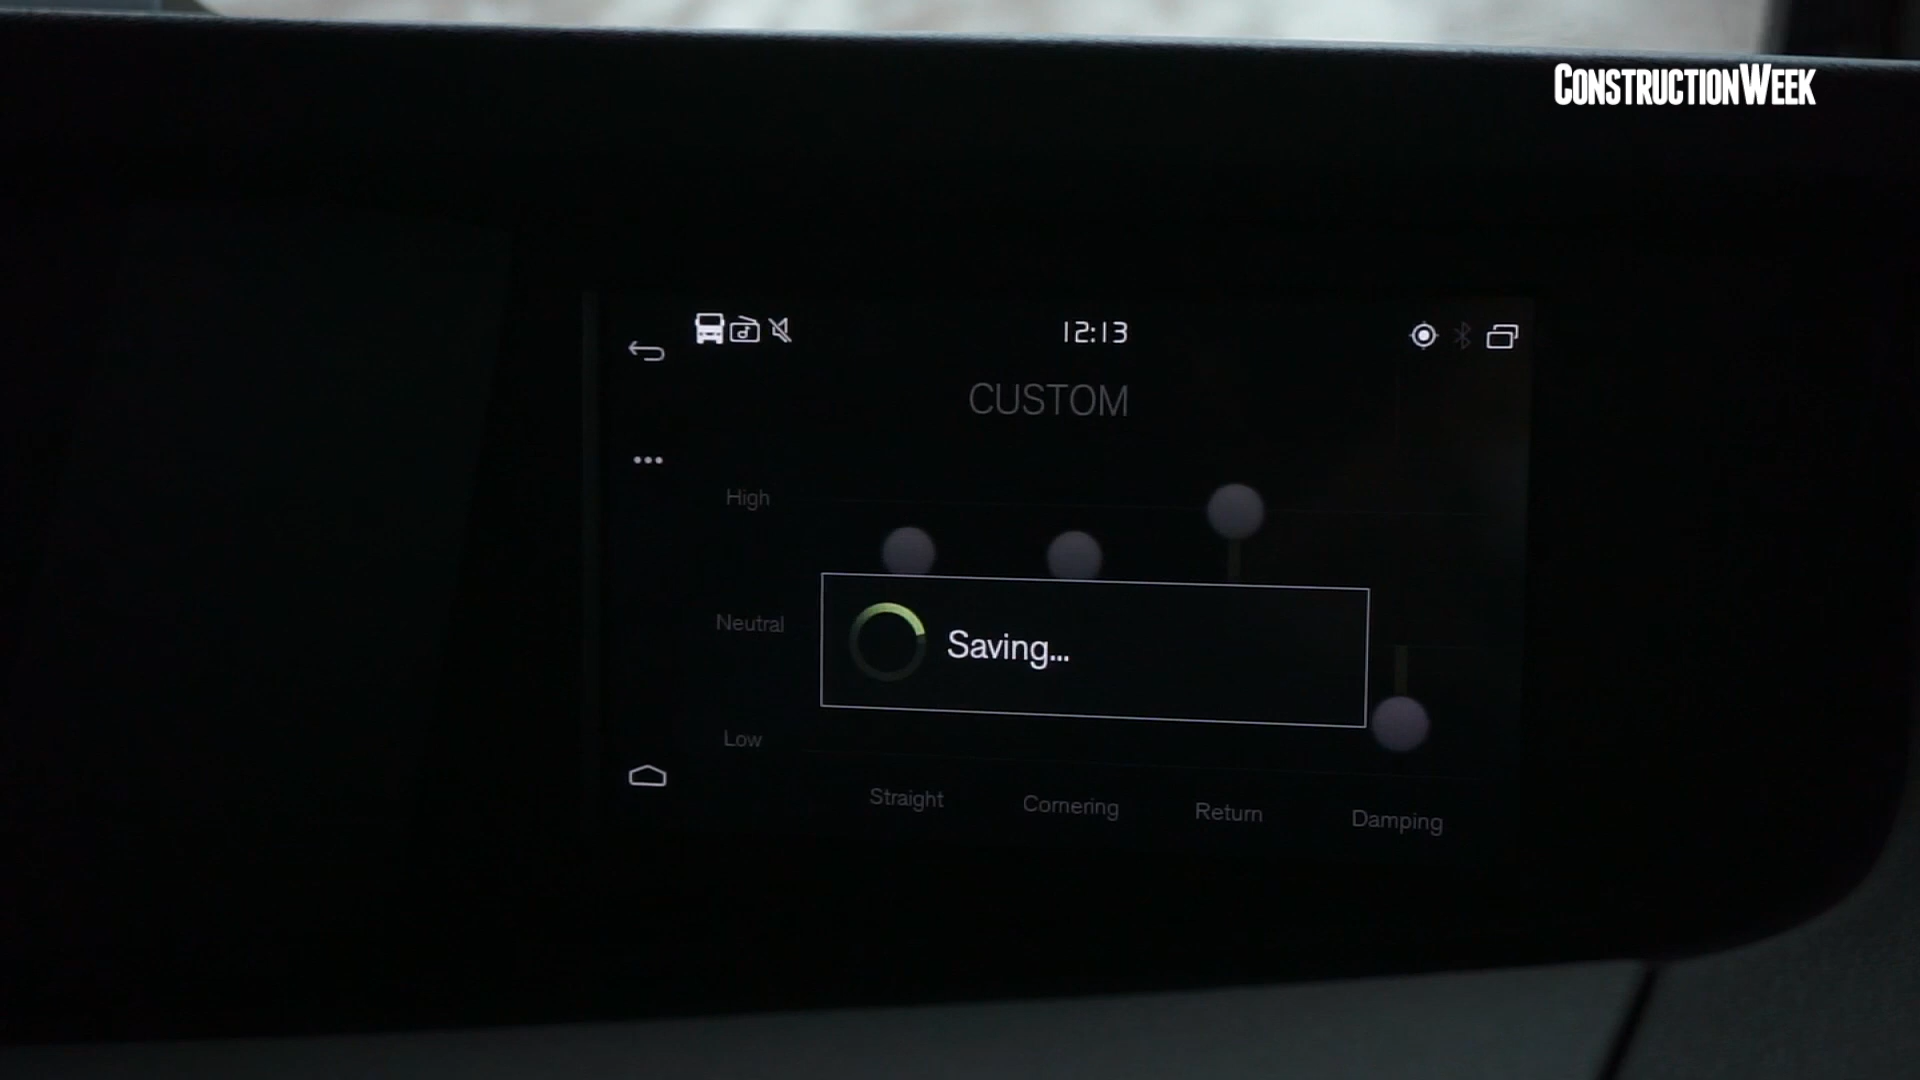 CONSTRUCTIONWEEK
12:13
CUSTOM
High
Neutral
Saving...
Low
Straight
Cornering
Return
Damping